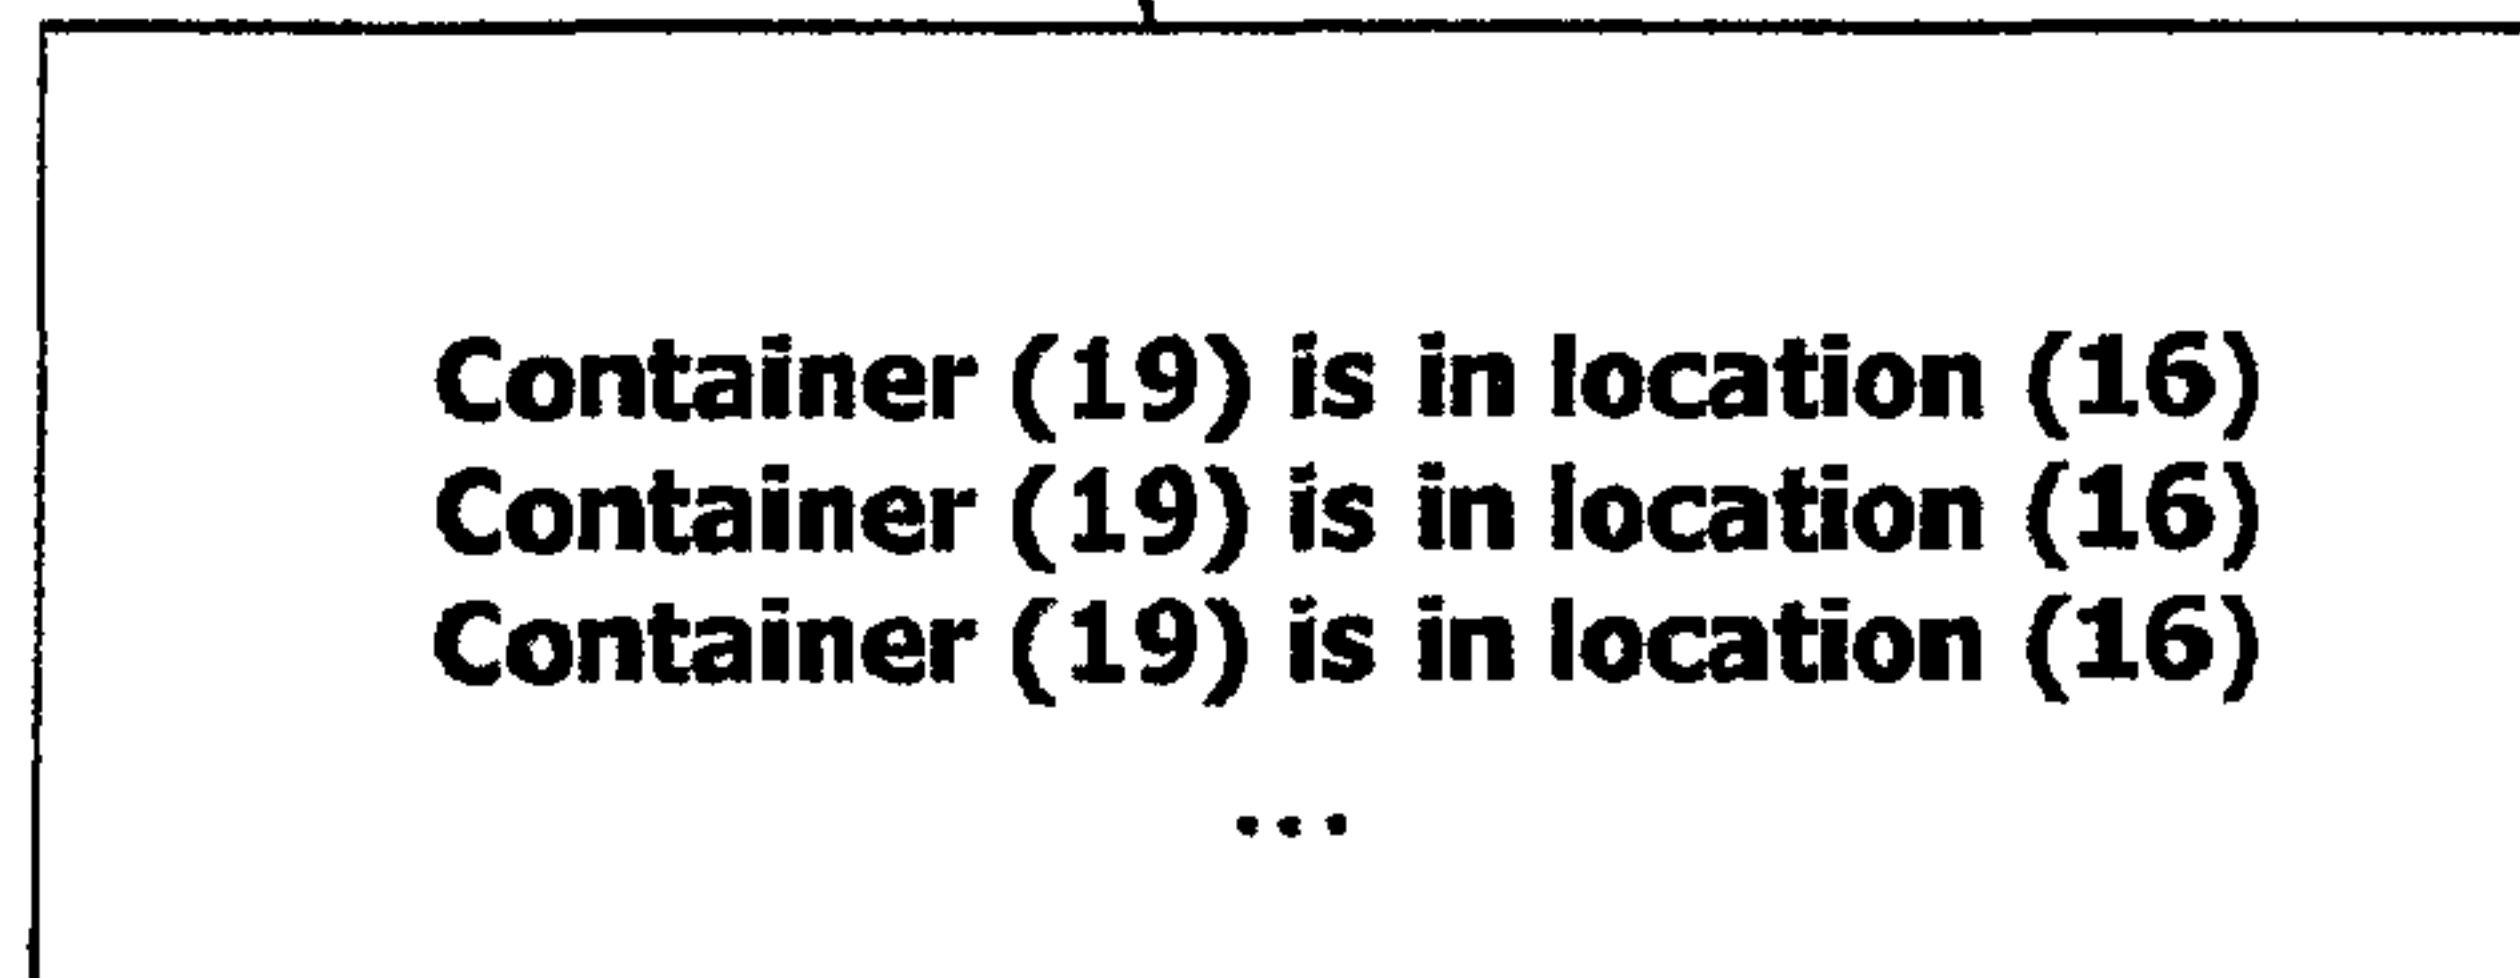 Container (19) is in location (16)
Container (19) is in location (16)
Container (19) is in location (16)
...